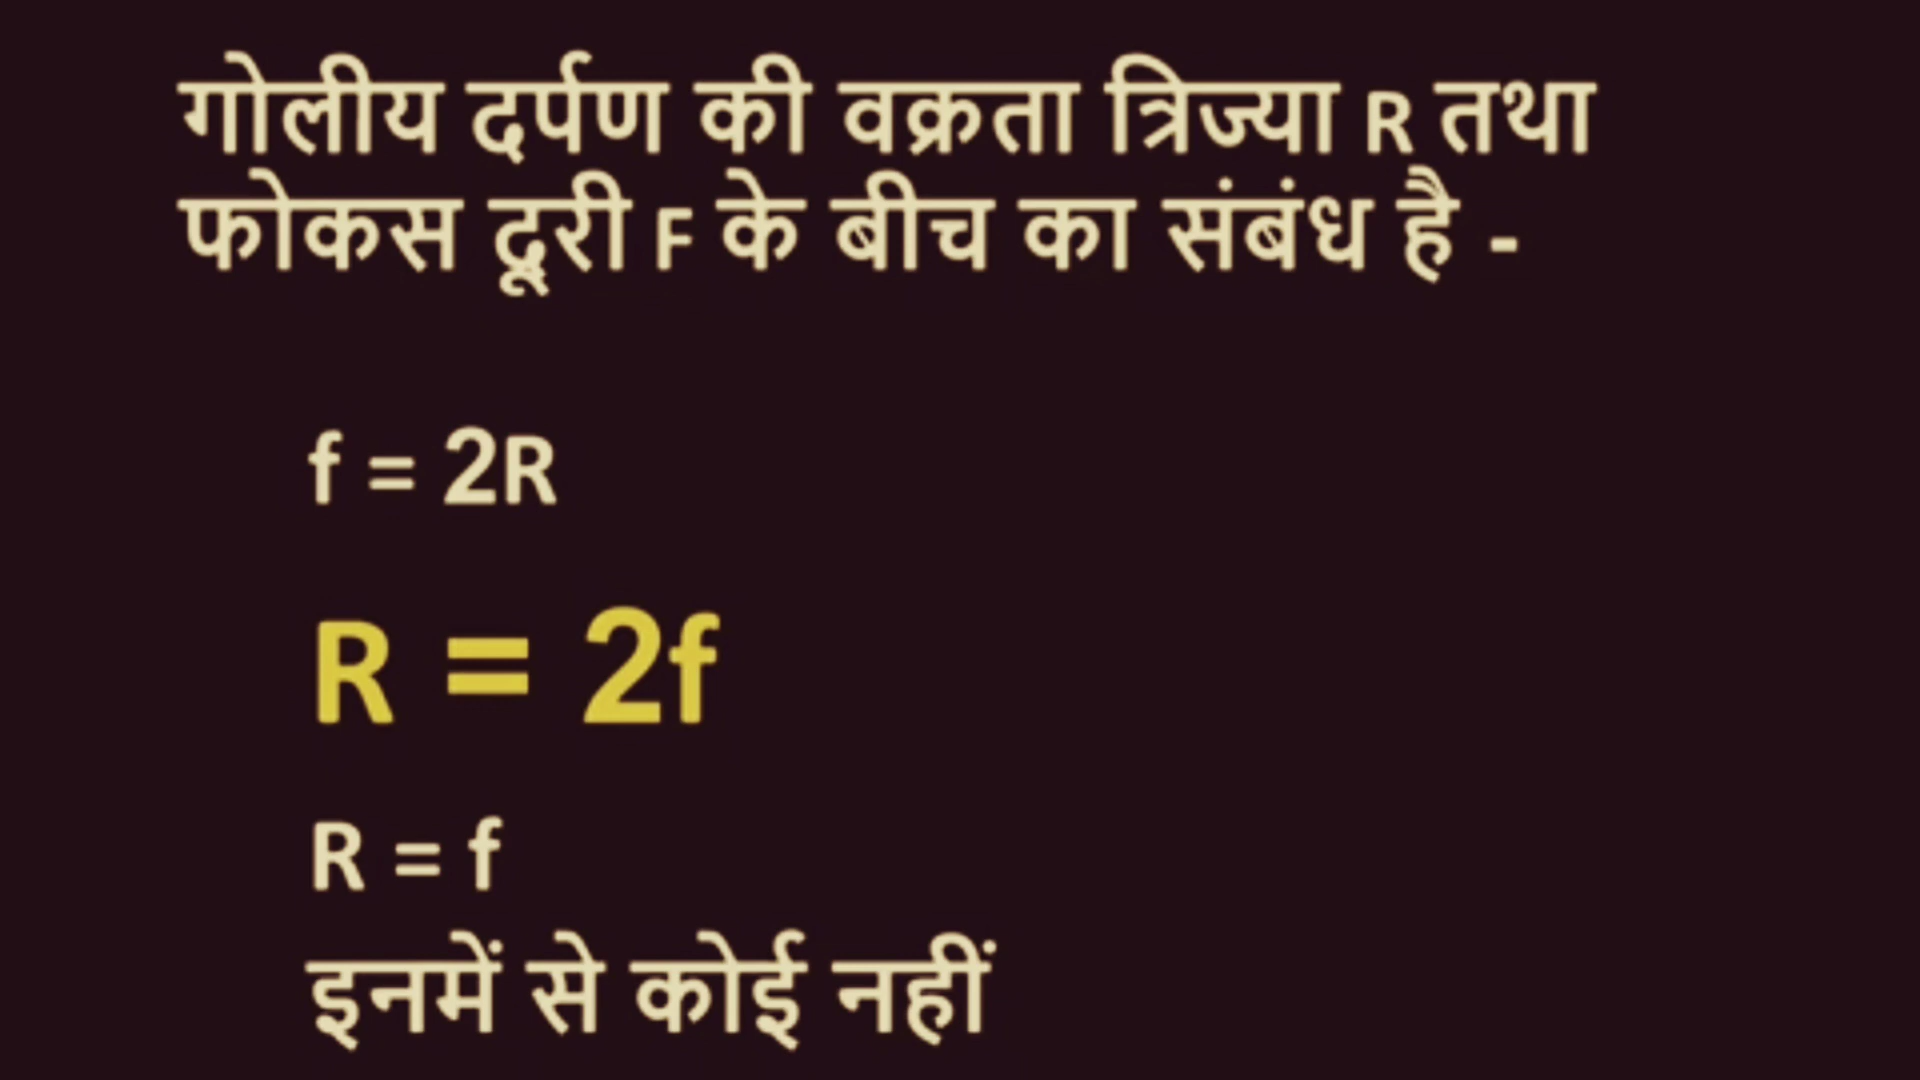 गोलीय दर्पण की वक्रता त्रिज्या R तथा
फोकस दूरी F के बीच का संबंध है -
f = 2R
R = 2f
R = f
इनमें से कोई नहीं